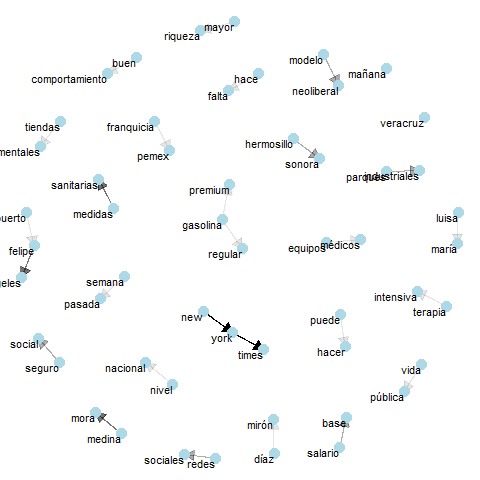 mayor
riqueza
buen
comportamiento
modelo
neoliberal
mañana
hace
falta
tiendas
mentales
franquicia
pemex
veracruz
hermosillo
sonora
parques
industriales
sanitarias
medidas
premium
gasolina
regular
equipos
médicos
luisa
maría
uerto
felipe
geles
semana
pasada
new
york
times
intensiva
terapia
puede
hacer
social
seguro
nacional
nivel
vida
pública
mora
medina
mirón
díaz
base
salario
sociales
redes